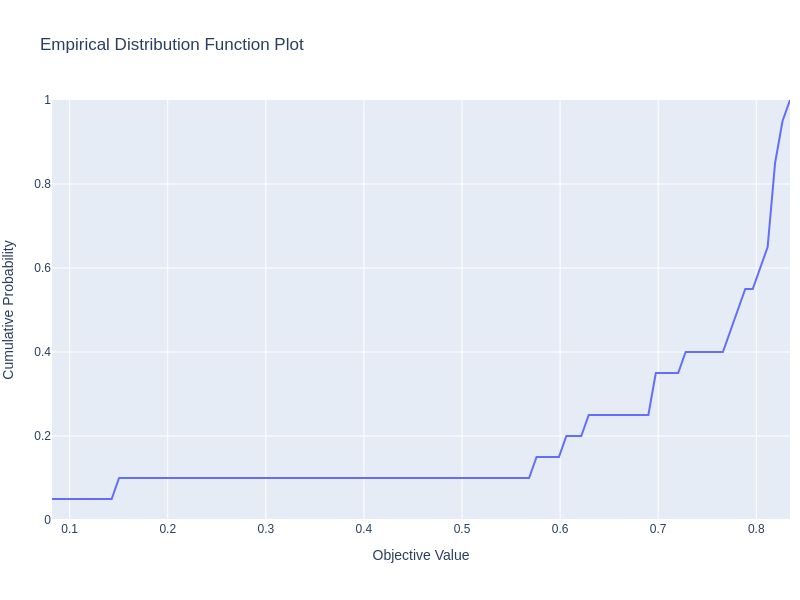 Empirical Distribution Function Plot
1
0.8
0.6
0.4
0.2
0
Cumulative Probability
0.1 0.2 0.3 0.4 0.5 0.6 0.7 0.8
Objective Value